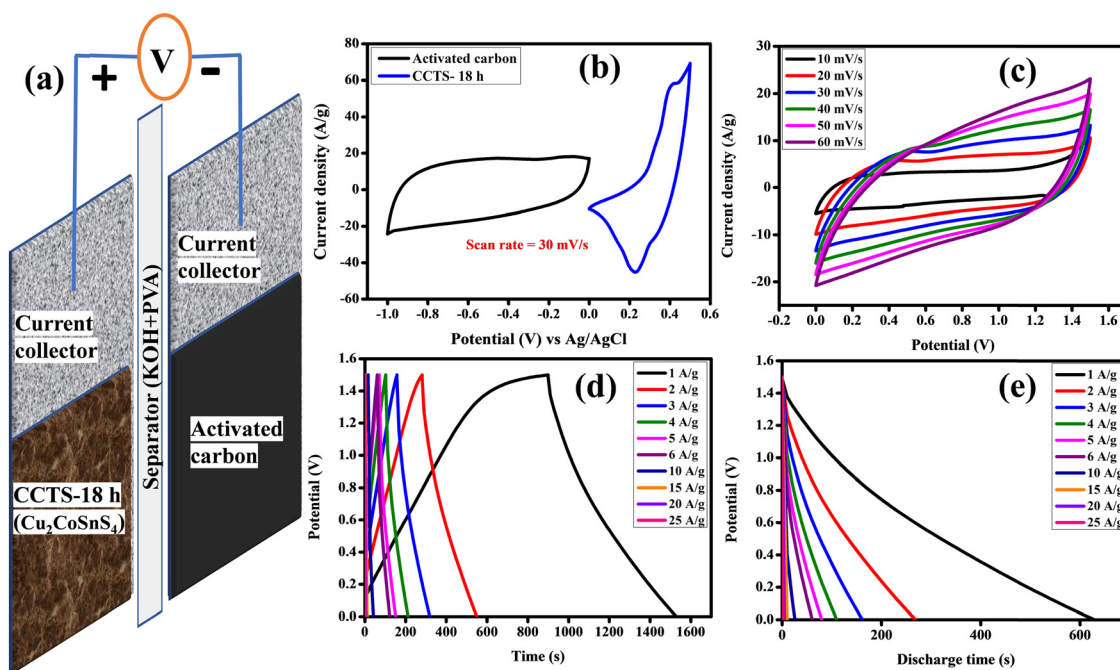 (a)
V
+
-
Current
collector
Current
collector
Separator (KOH+PVA)
Activated
carbon
CCTS-18 h
(Cu₂CoSnS₄)
(b)
Activated carbon
CCTS- 18 h
Scan rate = 30 mV/s
Current density (A/g)
80
60
40
20
0
-20
-40
-60
-1.0
-0.8
-0.6
-0.4
-0.2
0.0
0.2
0.4
0.6
Potential (V) vs Ag/AgCl
(c)
10 mV/s
20 mV/s
30 mV/s
40 mV/s
50 mV/s
60 mV/s
Current density (A/g)
30
20
10
0
-10
-20
-0.2
0.0
0.2
0.4
0.6
0.8
1.0
1.2
1.4
1.6
Potential (V)
(d)
1 A/g
2 A/g
3 A/g
4 A/g
5 A/g
6 A/g
10 A/g
15 A/g
20 A/g
25 A/g
Potential (V)
1.6
1.4
1.2
1.0
0.8
0.6
0.4
0.2
0.0
0
200
400
600
800
1000
1200
1400
1600
Time (s)
(e)
1 A/g
2 A/g
3 A/g
4 A/g
5 A/g
6 A/g
10 A/g
15 A/g
20 A/g
25 A/g
Potential (V)
1.6
1.4
1.2
1.0
0.8
0.6
0.4
0.2
0.0
0
200
400
600
Discharge time (s)